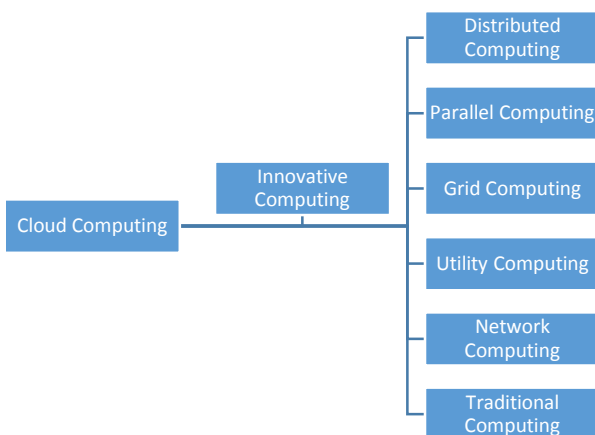 Cloud Computing
Innovative
Computing
Distributed
Computing
Parallel Computing
Grid Computing
Utility Computing
Network
Computing
Traditional
Computing